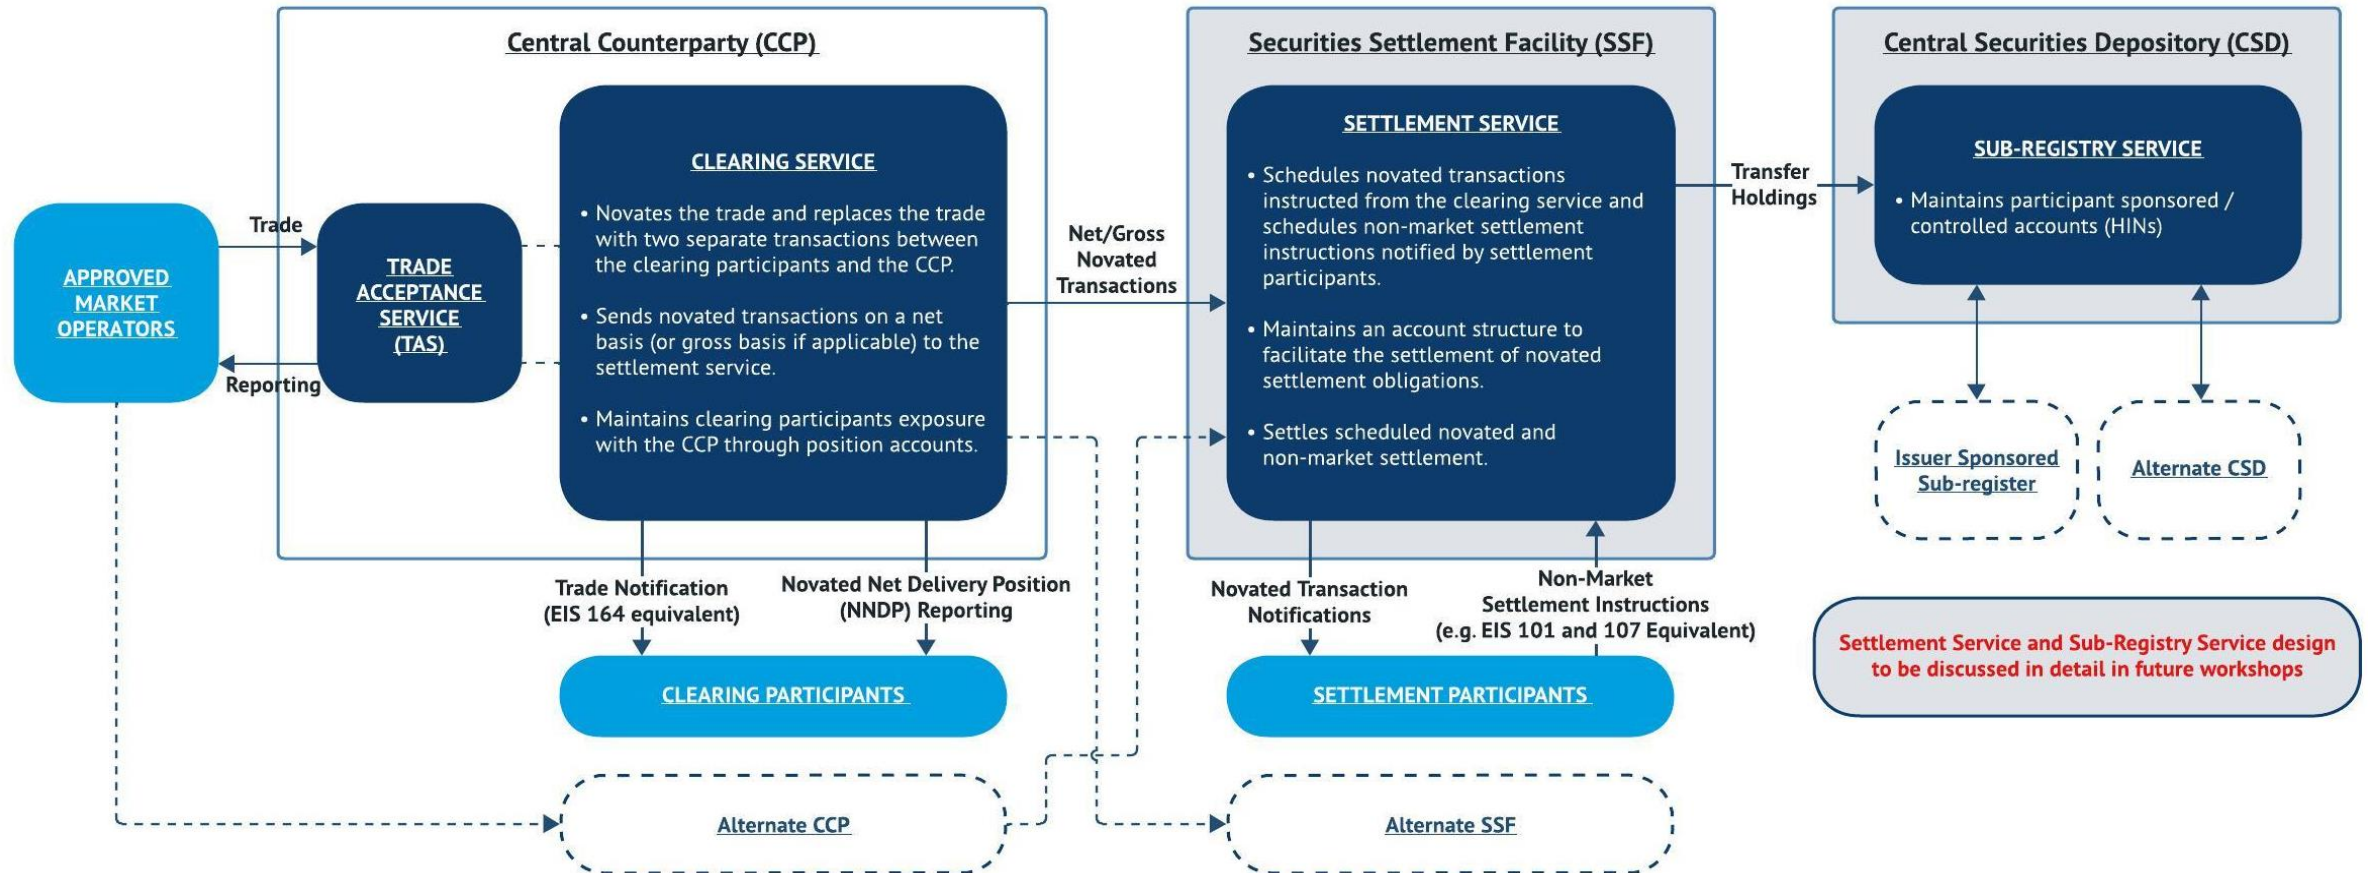 Central Counterparty (CCP)
Securities Settlement Facility (SSF)
Central Securities Depository (CSD)
APPROVED
MARKET
OPERATORS
Trade
Reporting
TRADE
ACCEPTANCE
SERVICE
(TAS)
CLEARING SERVICE
• Novates the trade and replaces the trade
with two separate transactions between
the clearing participants and the CCP.
• Sends novated transactions on a net
basis (or gross basis if applicable) to the
settlement service.
• Maintains clearing participants exposure
with the CCP through position accounts.
Net/Gross
Novated
Transactions
SETTLEMENT SERVICE
• Schedules novated transactions
instructed from the clearing service and
schedules non-market settlement
instructions notified by settlement
participants.
• Maintains an account structure to
facilitate the settlement of novated
settlement obligations.
• Settles scheduled novated and
non-market settlement.
Transfer
Holdings
SUB-REGISTRY SERVICE
• Maintains participant sponsored /
controlled accounts (HINs)
Issuer Sponsored
Sub-register
Alternate CSD
Trade Notification
(EIS 164 equivalent)
Novated Net Delivery Position
(NNDP) Reporting
Novated Transaction
Notifications
Non-Market
Settlement Instructions
(e.g. EIS 101 and 107 Equivalent)
CLEARING PARTICIPANTS
SETTLEMENT PARTICIPANTS
Settlement Service and Sub-Registry Service design
to be discussed in detail in future workshops
Alternate CCP
Alternate SSF